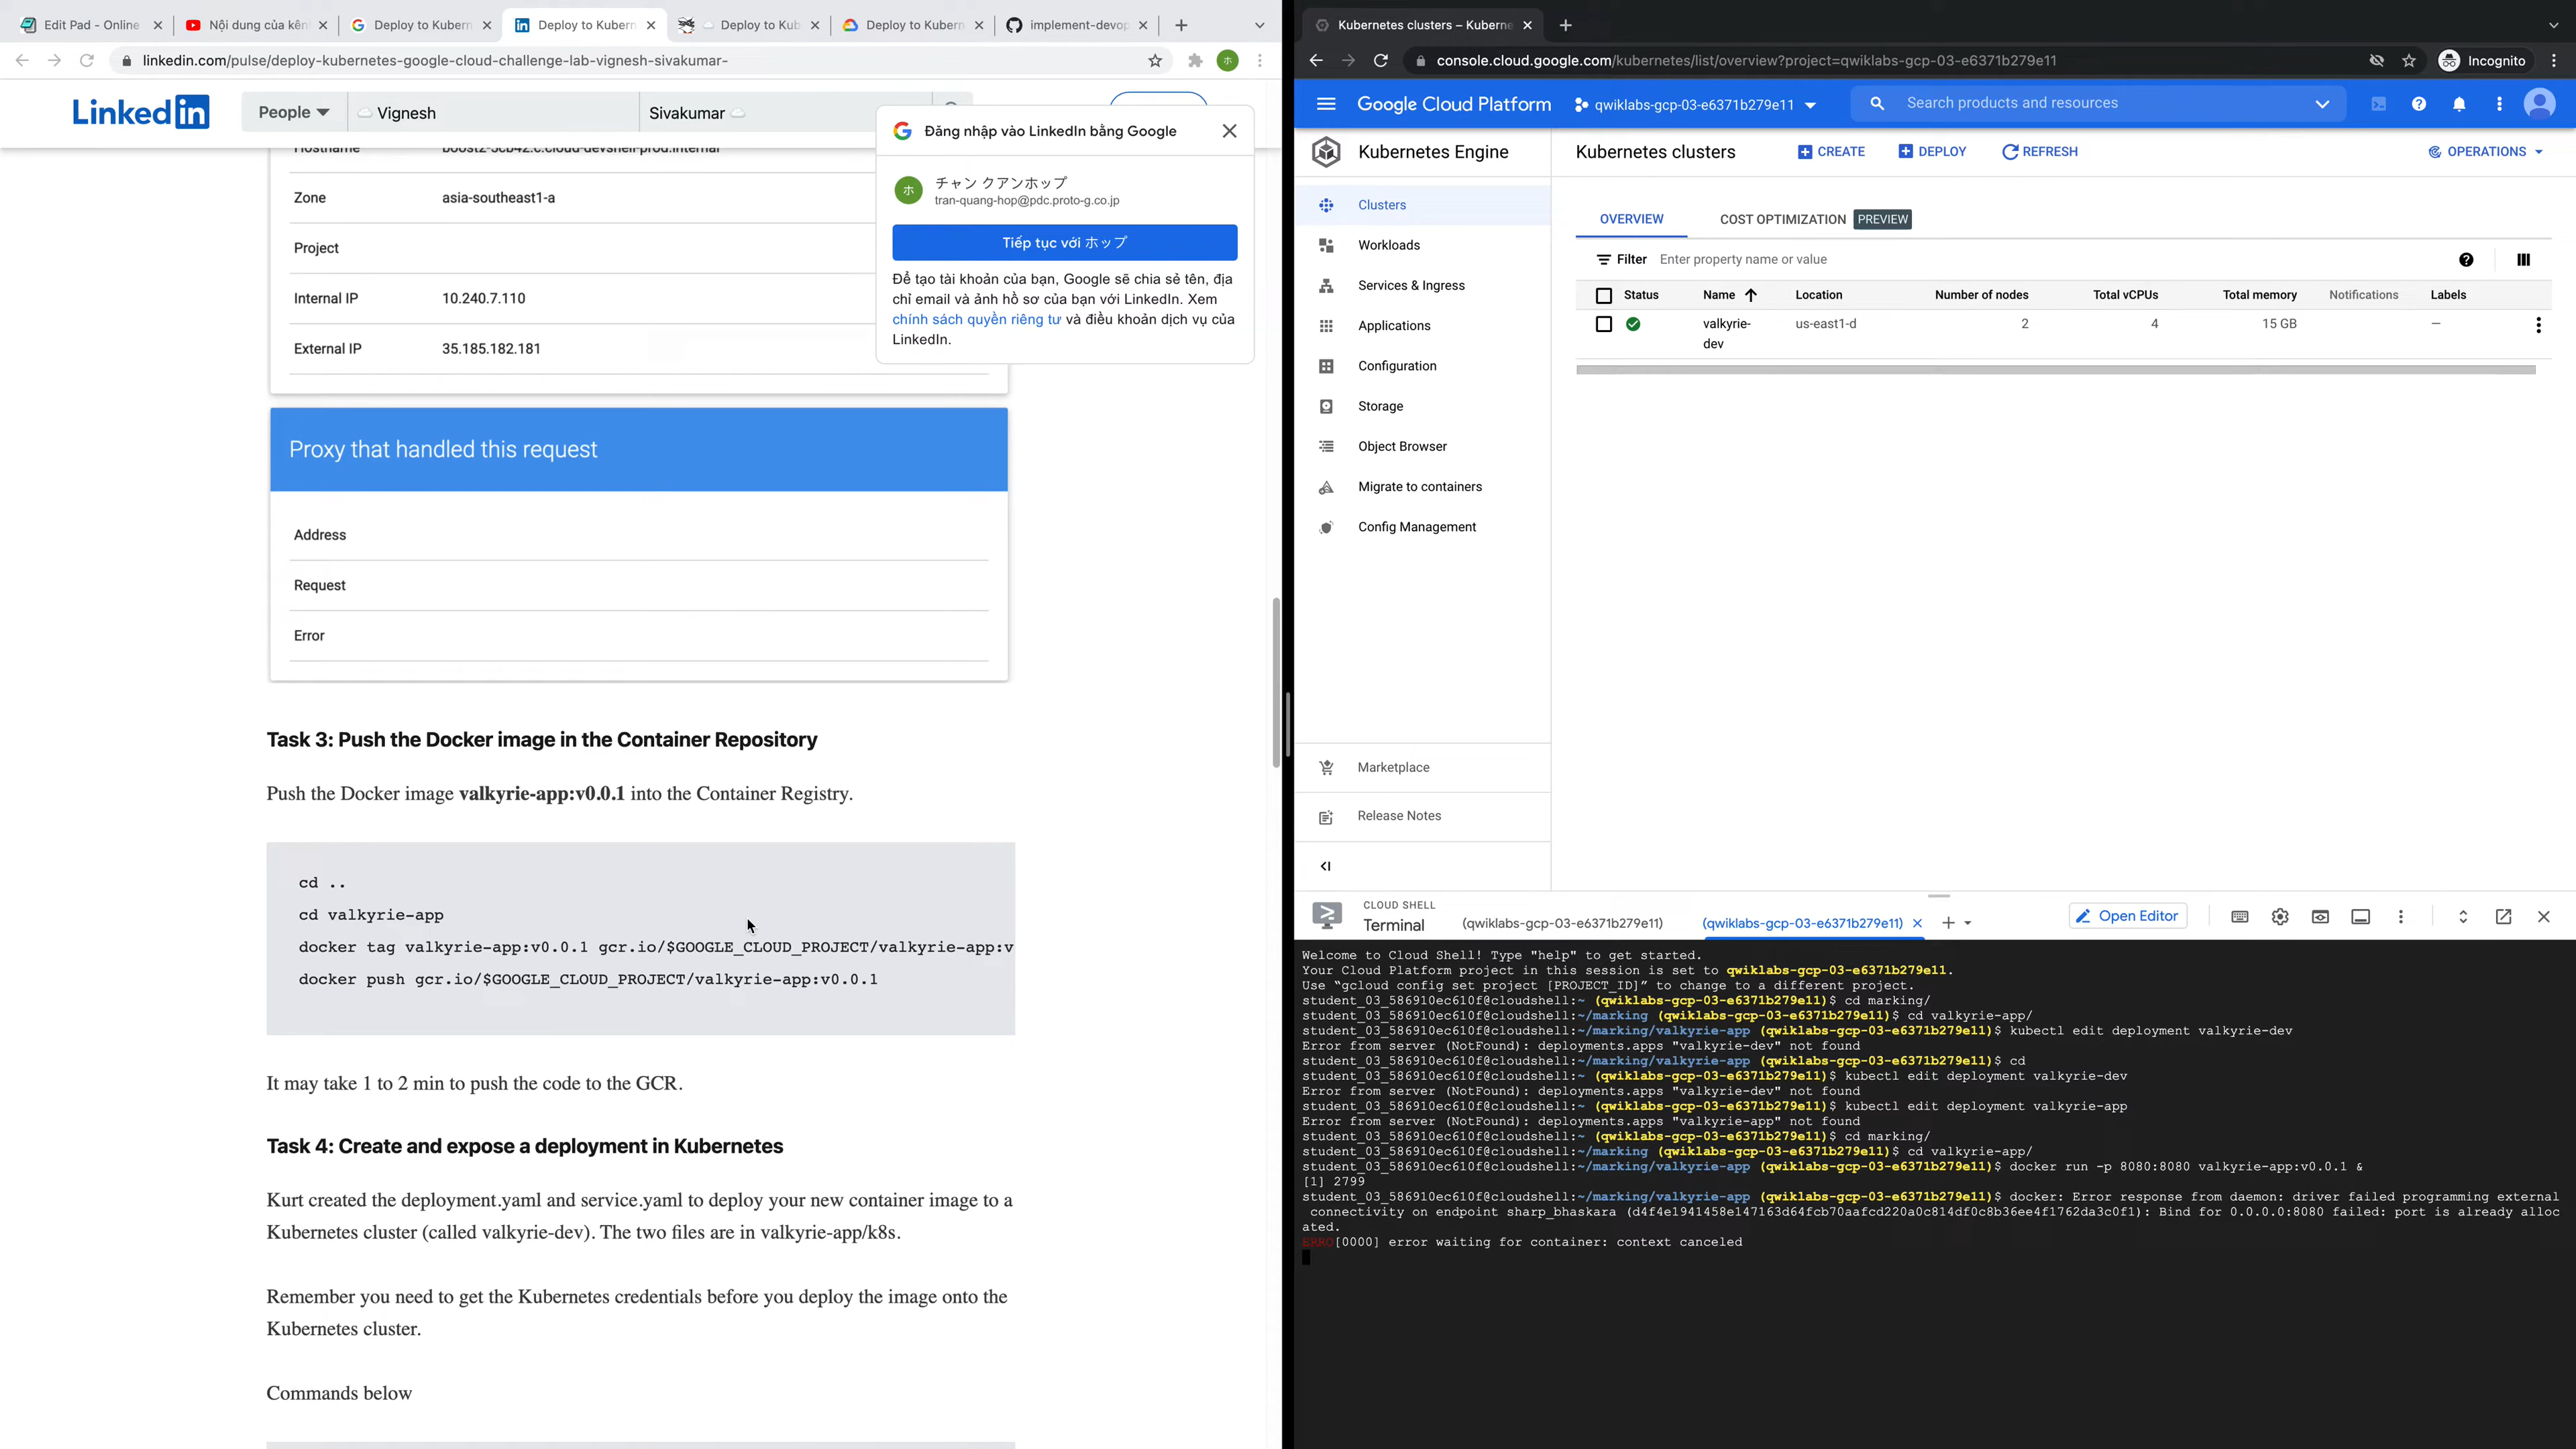 Edit Pad - Online
Nội dung của kên
Deploy to Kubern
Deploy to Kubern
Deploy to Kub
Deploy to Kubern
implement-devop
linkedin.com/pulse/deploy-kubernetes-google-cloud-challenge-lab-vignesh-sivakumar-
ホ
Linked in
People
Vignesh
Sivakumar
Đăng nhập vào LinkedIn bằng Google
ホ
チャン クアンホップ
tran-quang-hop@pdc.proto-g.co.jp
Tiếp tục với ホップ
Để tạo tài khoản của bạn, Google sẽ chia sẻ tên, địa
chỉ email và ảnh hồ sơ của bạn với LinkedIn. Xem
chính sách quyền riêng tư và điều khoản dịch vụ của
LinkedIn.
Zone asia-southeast1-a
Project
Internal IP 10.240.7.110
External IP 35.185.182.181
Proxy that handled this request
Address
Request
Error
Task 3: Push the Docker image in the Container Repository
Push the Docker image valkyrie-app:v0.0.1 into the Container Registry.
cd ..
cd valkyrie-app
docker tag valkyrie-app:v0.0.1 gcr.io/$GOOGLE_CLOUD_PROJECT/valkyrie-app:v
docker push gcr.io/$GOOGLE_CLOUD_PROJECT/valkyrie-app:v0.0.1
It may take 1 to 2 min to push the code to the GCR.
Task 4: Create and expose a deployment in Kubernetes
Kurt created the deployment.yaml and service.yaml to deploy your new container image to a
Kubernetes cluster (called valkyrie-dev). The two files are in valkyrie-app/k8s.
Remember you need to get the Kubernetes credentials before you deploy the image onto the
Kubernetes cluster.
Commands below
Kubernetes clusters – Kuberne
console.cloud.google.com/kubernetes/list/overview?project=qwiklabs-gcp-03-e6371b279e11
Incognito
Google Cloud Platform
qwiklabs-gcp-03-e6371b279e11
Search products and resources
Kubernetes Engine
Kubernetes clusters
CREATE
DEPLOY
REFRESH
OPERATIONS
Clusters
Workloads
Services & Ingress
Applications
Configuration
Storage
Object Browser
Migrate to containers
Config Management
Marketplace
Release Notes
OVERVIEW
COST OPTIMIZATION PREVIEW
Filter Enter property name or value
Status Name Location Number of nodes Total vCPUs Total memory Notifications Labels
valkyrie- us-east1-d 2 4 15 GB –
dev
CLOUD SHELL
Terminal
(qwiklabs-gcp-03-e6371b279e11)
(qwiklabs-gcp-03-e6371b279e11)
Open Editor
Welcome to Cloud Shell! Type "help" to get started.
Your Cloud Platform project in this session is set to qwiklabs-gcp-03-e6371b279e11.
Use “gcloud config set project [PROJECT_ID]” to change to a different project.
student_03_586910ec610f@cloudshell:~ (qwiklabs-gcp-03-e6371b279e11)$ cd marking/
student_03_586910ec610f@cloudshell:~/marking (qwiklabs-gcp-03-e6371b279e11)$ cd valkyrie-app/
student_03_586910ec610f@cloudshell:~/marking/valkyrie-app (qwiklabs-gcp-03-e6371b279e11)$ kubectl edit deployment valkyrie-dev
Error from server (NotFound): deployments.apps "valkyrie-dev" not found
student_03_586910ec610f@cloudshell:~/marking/valkyrie-app (qwiklabs-gcp-03-e6371b279e11)$ cd
student_03_586910ec610f@cloudshell:~ (qwiklabs-gcp-03-e6371b279e11)$ kubectl edit deployment valkyrie-dev
Error from server (NotFound): deployments.apps "valkyrie-dev" not found
student_03_586910ec610f@cloudshell:~ (qwiklabs-gcp-03-e6371b279e11)$ kubectl edit deployment valkyrie-app
Error from server (NotFound): deployments.apps "valkyrie-app" not found
student_03_586910ec610f@cloudshell:~ (qwiklabs-gcp-03-e6371b279e11)$ cd marking/
student_03_586910ec610f@cloudshell:~/marking (qwiklabs-gcp-03-e6371b279e11)$ cd valkyrie-app/
student_03_586910ec610f@cloudshell:~/marking/valkyrie-app (qwiklabs-gcp-03-e6371b279e11)$ docker run -p 8080:8080 valkyrie-app:v0.0.1 &
[1] 2799
student_03_586910ec610f@cloudshell:~/marking/valkyrie-app (qwiklabs-gcp-03-e6371b279e11)$ docker: Error response from daemon: driver failed programming external
connectivity on endpoint sharp_bhaskara (d4f4e1941458e147163d64fcb70aafcd220a0c814df0c8b36ee4f1762da3c0f1): Bind for 0.0.0.0:8080 failed: port is already alloc
ated.
ERRO[0000] error waiting for container: context canceled